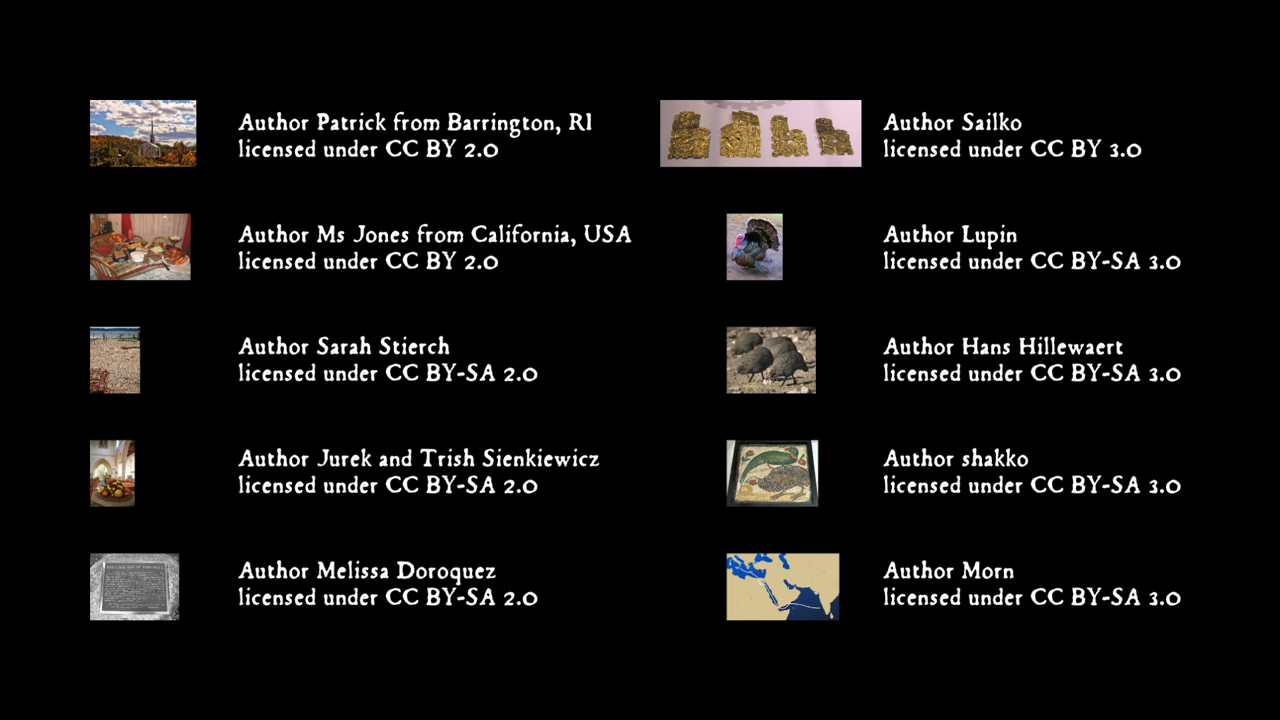 Author Patrick from Barrington, RI
licensed under CC BY 2.0
Author Ms Jones from California, USA
licensed under CC BY 2.0
Author Sarah Stierch
licensed under CC BY-SA 2.0
Author Jurek and Trish Sienkiewicz
licensed under CC BY-SA 2.0
Author Melissa Doroquez
licensed under CC BY-SA 2.0
Author Sailko
licensed under CC BY 3.0
Author Lupin
licensed under CC BY-SA 3.0
Author Hans Hillewaert
licensed under CC BY-SA 3.0
Author shakko
licensed under CC BY-SA 3.0
Author Morn
licensed under CC BY-SA 3.0